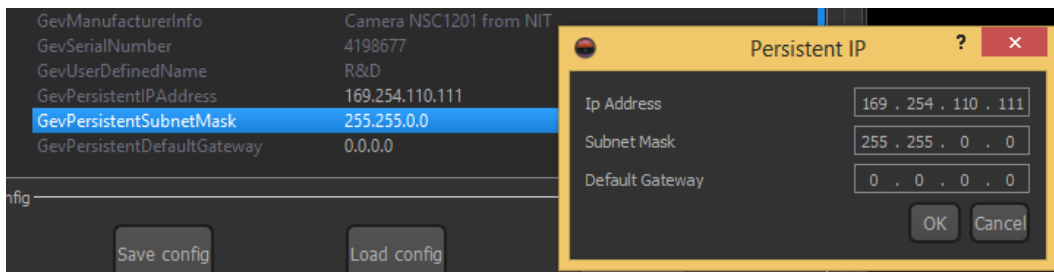 GevManufacturerInfo Camera NSC1201 from NIT
GevSerialNumber 4198677
GevUserDefinedName R&D
GevPersistentIPAddress 169.254.110.111
GevPersistentSubnetMask 255.255.0.0
GevPersistentDefaultGateway 0.0.0.0
nfig
Save config Load config
Persistent IP ? ×
Ip Address 169 . 254 . 110 . 111
Subnet Mask 255 . 255 . 0 . 0
Default Gateway 0 . 0 . 0 . 0
OK Cancel